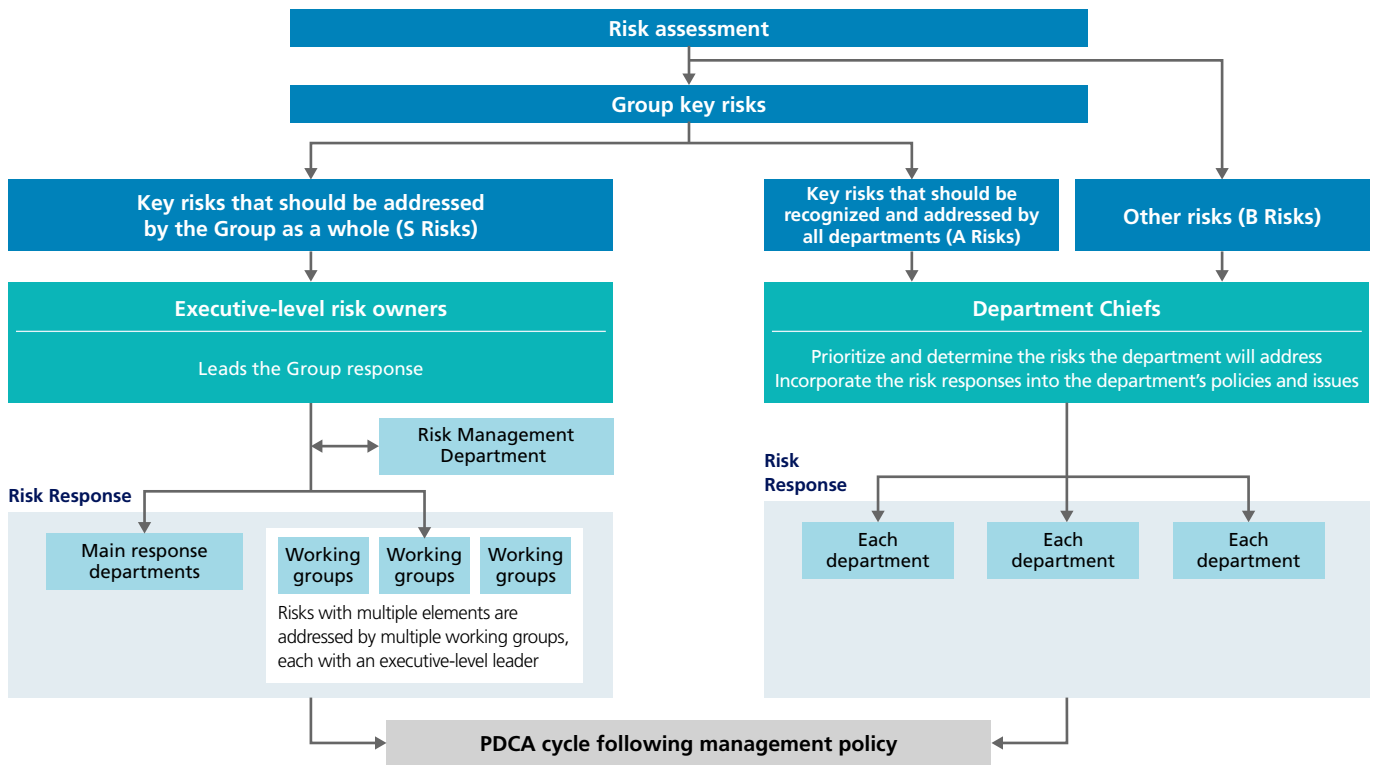 Risk assessment
Group key risks
Key risks that should be addressed
by the Group as a whole (S Risks)
Key risks that should be
recognized and addressed by
all departments (A Risks)
Other risks (B Risks)
Executive-level risk owners
Leads the Group response
Department Chiefs
Prioritize and determine the risks the department will address
Incorporate the risk responses into the department’s policies and issues
Risk Management
Department
Risk Response
Main response
departments
Working
groups
Working
groups
Working
groups
Risks with multiple elements are
addressed by multiple working groups,
each with an executive-level leader
Risk
Response
Each
department
Each
department
Each
department
PDCA cycle following management policy